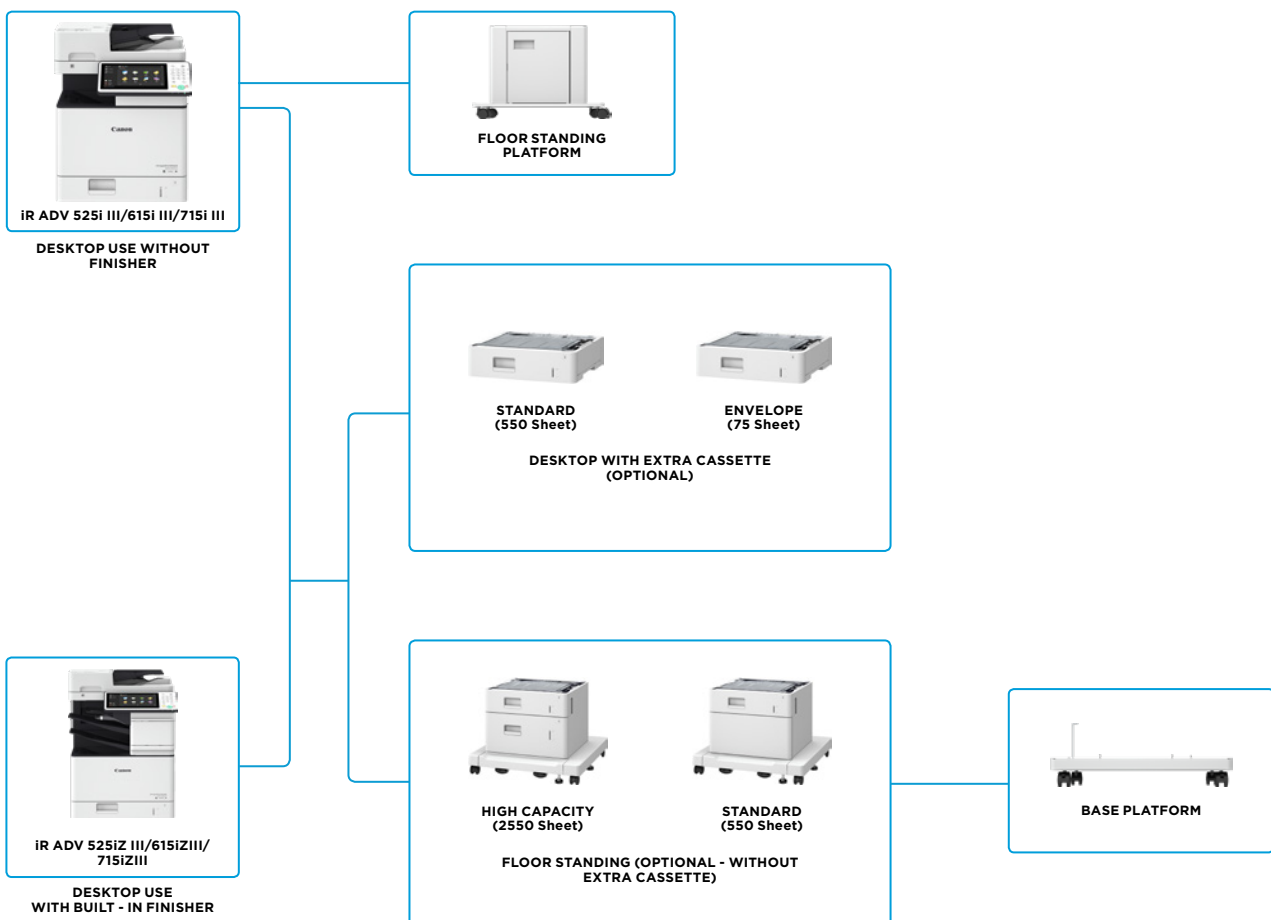 Canon
iR ADV 525i III/615i III/715i III
DESKTOP USE WITHOUT
FINISHER
FLOOR STANDING
PLATFORM
STANDARD
(550 Sheet)
ENVELOPE
(75 Sheet)
DESKTOP WITH EXTRA CASSETTE
(OPTIONAL)
Canon
iR ADV 525iZ III/615iZIII/
715iZIII
DESKTOP USE
WITH BUILT - IN FINISHER
HIGH CAPACITY
(2550 Sheet)
STANDARD
(550 Sheet)
FLOOR STANDING (OPTIONAL - WITHOUT
EXTRA CASSETTE)
BASE PLATFORM